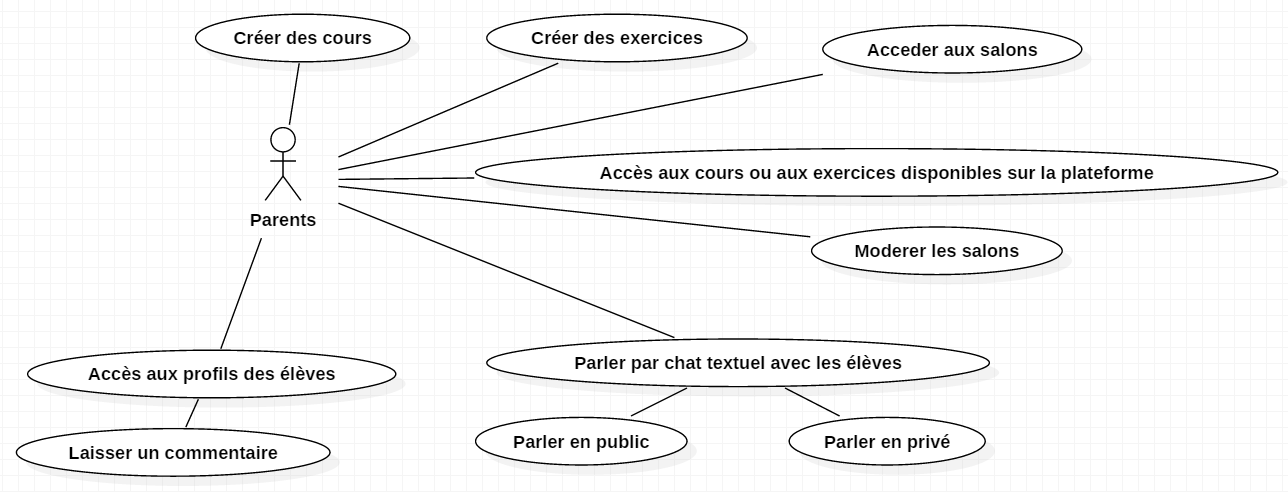 Créer des cours
Créer des exercices
Acceder aux salons
Accès aux cours ou aux exercices disponibles sur la plateforme
Parents
Moderer les salons
Accès aux profils des élèves
Parler par chat textuel avec les élèves
Laisser un commentaire
Parler en public
Parler en privé